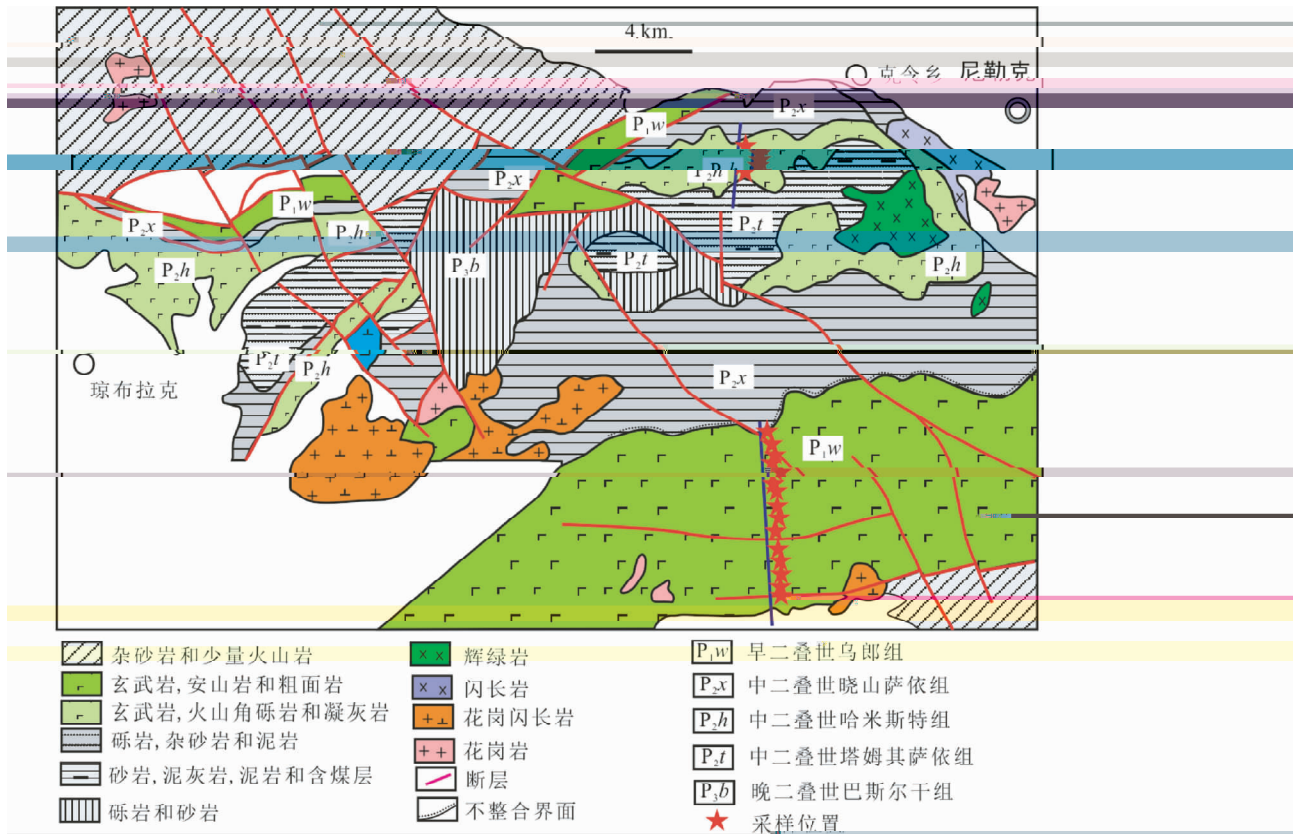 4 km
克令乡 尼勒克
P₂x
P₁w
P₂h
P₂x
P₁w
P₂x
P₂h
P₂t
P₂h
P₃b
P₂t
P₂h
P₂t
P₂h
P₂x
琼布拉克
P₁w
杂砂岩和少量火山岩
玄武岩,安山岩和粗面岩
玄武岩,火山角砾岩和凝灰岩
砾岩,杂砂岩和泥岩
砂岩,泥灰岩,泥岩和含煤层
砾岩和砂岩
辉绿岩
闪长岩
花岗闪长岩
花岗岩
断层
不整合界面
P₁w 早二叠世乌郎组
P₂x 中二叠世晓山萨依组
P₂h 中二叠世哈米斯特组
P₂t 中二叠世塔姆其萨依组
P₃b 晚二叠世巴斯尔干组
采样位置